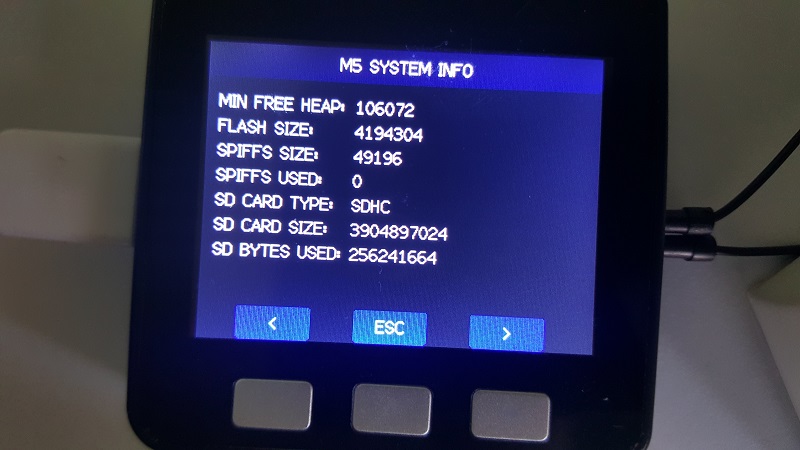 M5 SYSTEM INFO
MIN FREE HEAP: 106072
FLASH SIZE: 4194304
SPIFFS SIZE: 49196
SPIFFS USED: 0
SD CARD TYPE: SDHC
SD CARD SIZE: 3904897024
SD BYTES USED: 256241664
< ESC >